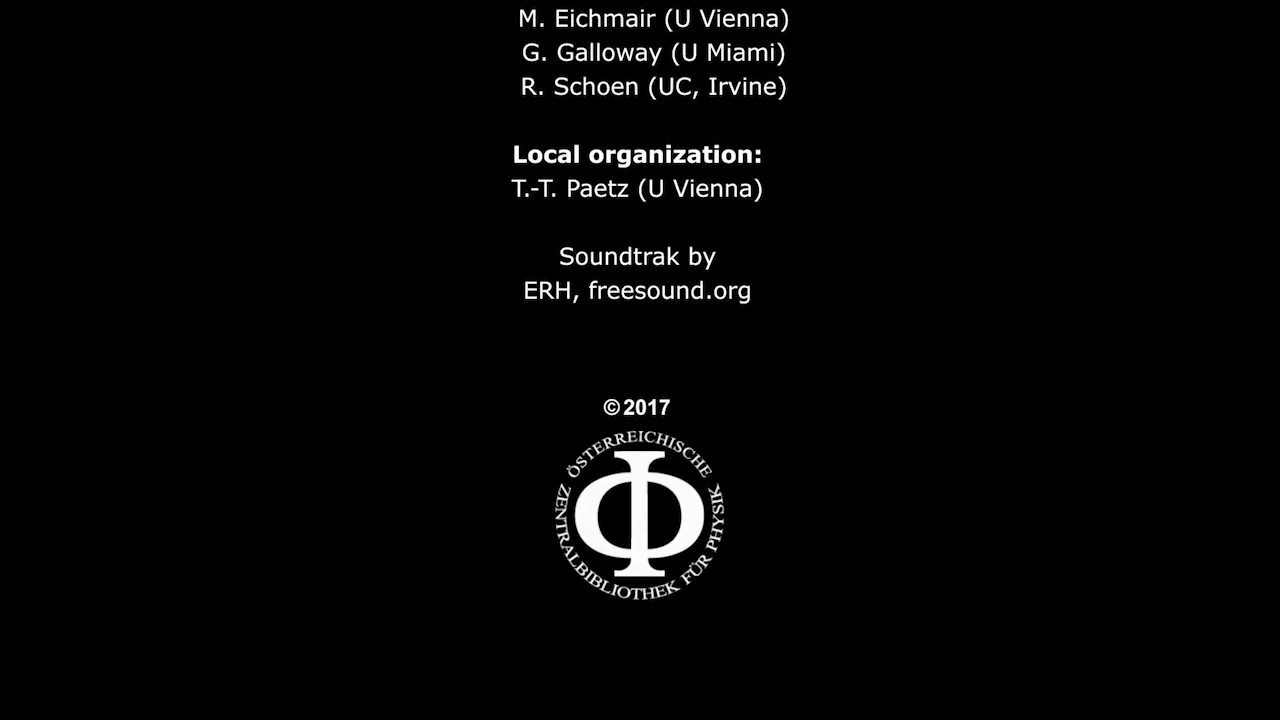 M. Eichmair (U Vienna)
G. Galloway (U Miami)
R. Schoen (UC, Irvine)
Local organization:
T.-T. Paetz (U Vienna)
Soundtrak by
ERH, freesound.org
©2017
ÖSTERREICHISCHE
ZENTRALBIBLIOTHEK FÜR PHYSIK
Φ